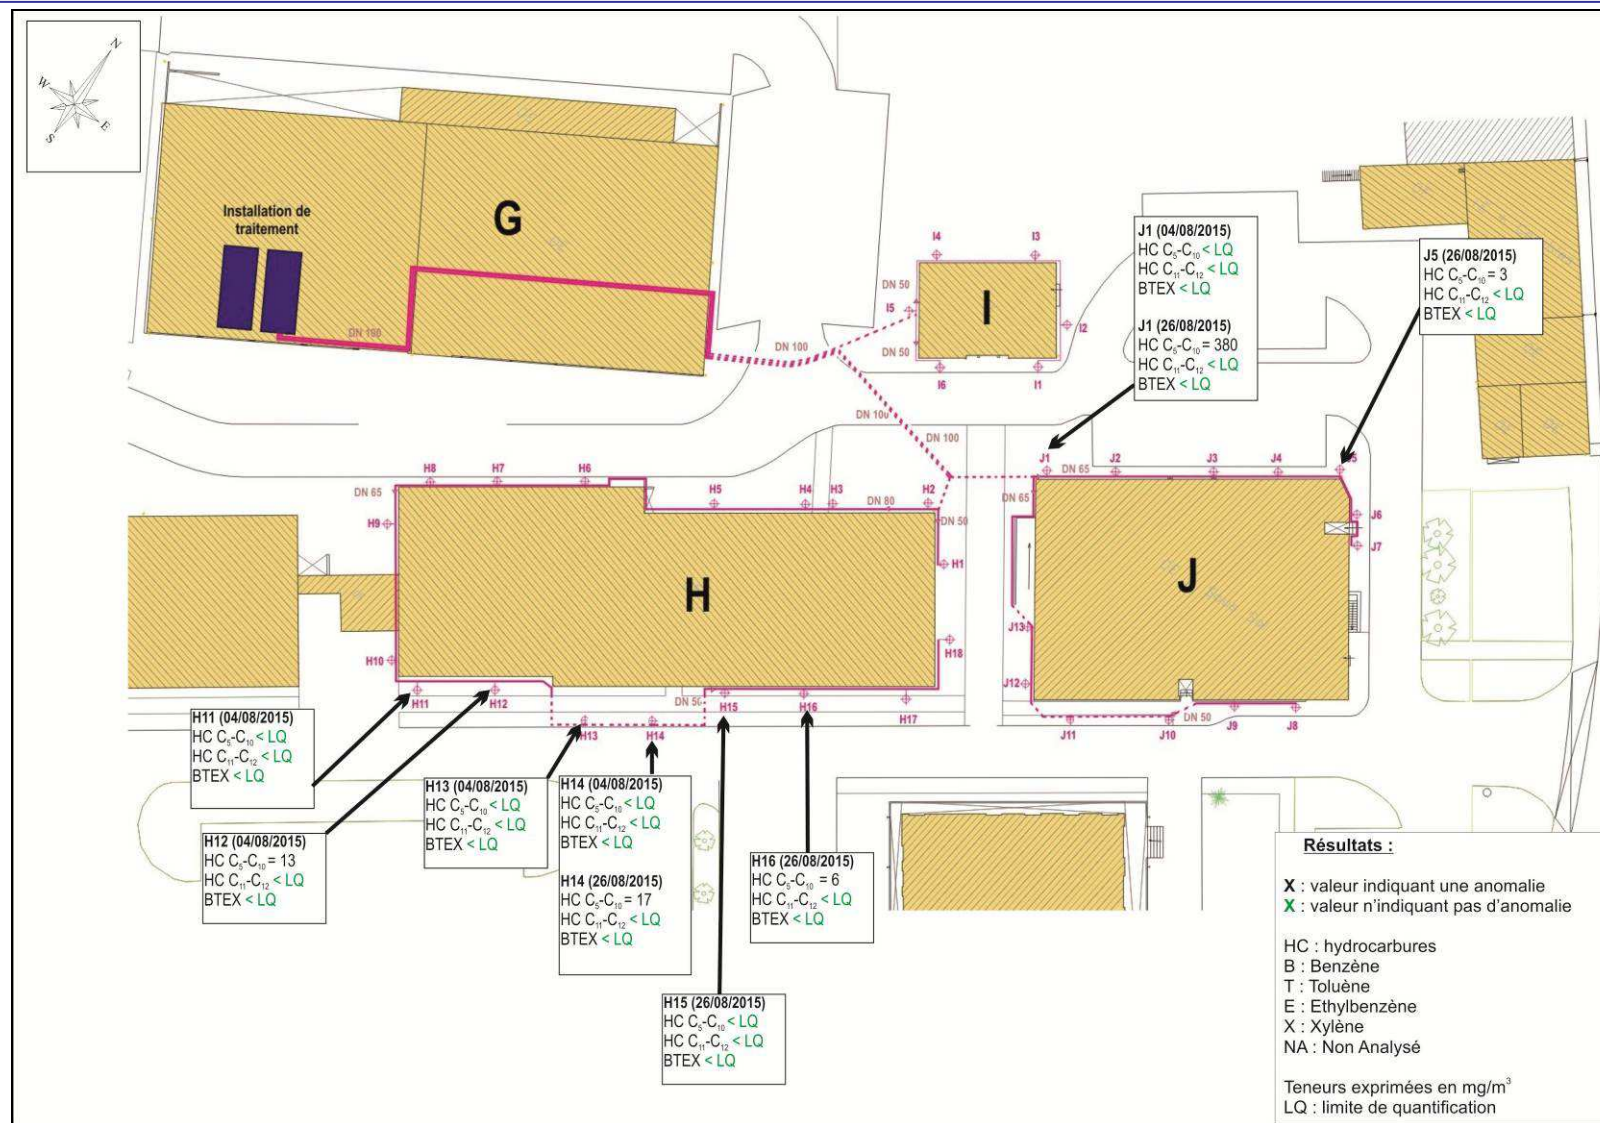 N
W
E
S
Installation de
traitement
G
DN 100
I4
I3
DN 50
I5
I
I2
DN 50
I6
I1
DN 100
DN 100
J1 (04/08/2015)
HC C₅-C₁₀ < LQ
HC C₁₁-C₁₂ < LQ
BTEX < LQ
J1 (26/08/2015)
HC C₅-C₁₀ = 380
HC C₁₁-C₁₂ < LQ
BTEX < LQ
J5 (26/08/2015)
HC C₅-C₁₀ = 3
HC C₁₁-C₁₂ < LQ
BTEX < LQ
H8
H7
H6
DN 65
H5
H4
H3
DN 80
H2
H9
DN 50
H1
H
H10
H18
H11
H12
DN 50
H15
H16
H17
H13
H14
J1
DN 65
J2
J3
J4
J5
DN 65
J6
J7
J
J13
J12
J11
J10
DN 50
J9
J8
H11 (04/08/2015)
HC C₅-C₁₀ < LQ
HC C₁₁-C₁₂ < LQ
BTEX < LQ
H12 (04/08/2015)
HC C₅-C₁₀ = 13
HC C₁₁-C₁₂ < LQ
BTEX < LQ
H13 (04/08/2015)
HC C₅-C₁₀ < LQ
HC C₁₁-C₁₂ < LQ
BTEX < LQ
H14 (04/08/2015)
HC C₅-C₁₀ < LQ
HC C₁₁-C₁₂ < LQ
BTEX < LQ
H14 (26/08/2015)
HC C₅-C₁₀ = 17
HC C₁₁-C₁₂ < LQ
BTEX < LQ
H15 (26/08/2015)
HC C₅-C₁₀ < LQ
HC C₁₁-C₁₂ < LQ
BTEX < LQ
H16 (26/08/2015)
HC C₅-C₁₀ = 6
HC C₁₁-C₁₂ < LQ
BTEX < LQ
Résultats :
X : valeur indiquant une anomalie
X : valeur n'indiquant pas d'anomalie
HC : hydrocarbures
B : Benzène
T : Toluène
E : Ethylbenzène
X : Xylène
NA : Non Analysé
Teneurs exprimées en mg/m³
LQ : limite de quantification